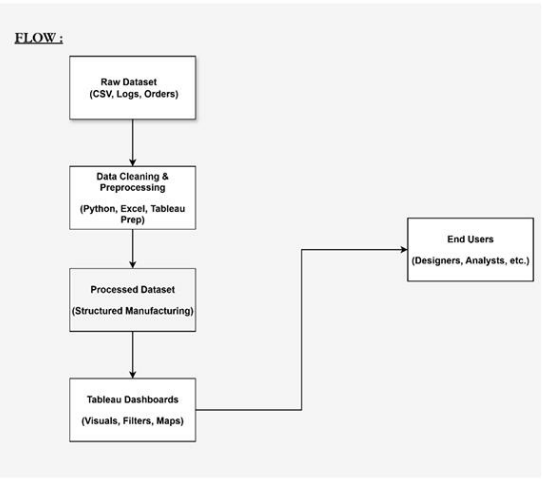 FLOW :
Raw Dataset
(CSV, Logs, Orders)
Data Cleaning &
Preprocessing
(Python, Excel, Tableau
Prep)
Processed Dataset
(Structured Manufacturing)
Tableau Dashboards
(Visuals, Filters, Maps)
End Users
(Designers, Analysts, etc.)